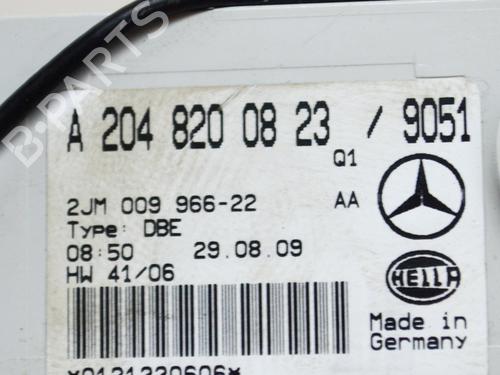 A 204 820 08 23 / 9051
Q1
2JM 009 966-22 AA
Type: DBE
08:50 29.08.09
HW 41/06
HELLA
Made in
Germany
*0121220606*
B-PARTS